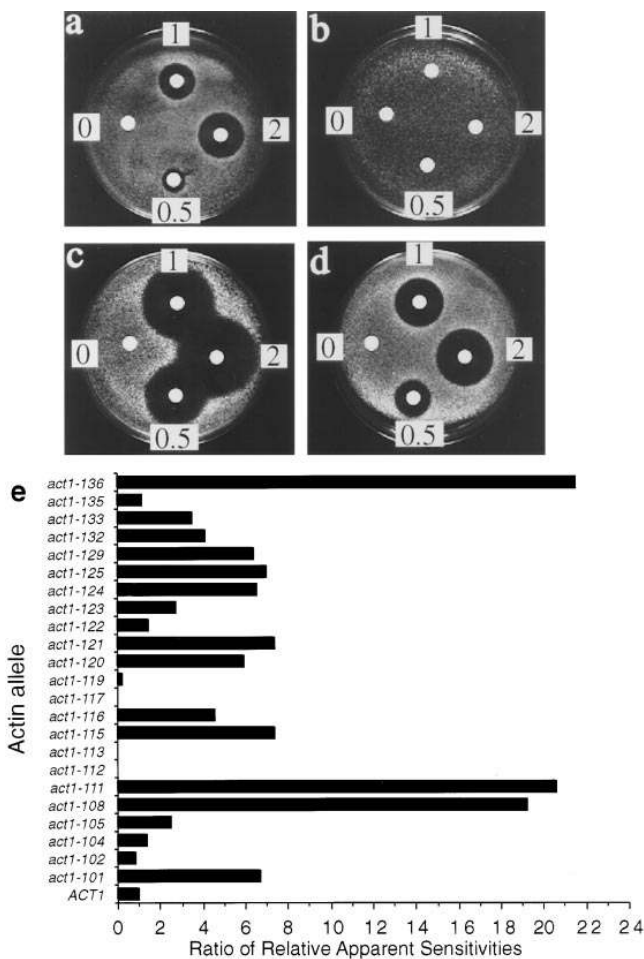 a
1
0
2
0.5
b
1
0
2
0.5
c
1
0
2
0.5
d
1
0
2
0.5
e
Actin allele
act1-136
act1-135
act1-133
act1-132
act1-129
act1-125
act1-124
act1-123
act1-122
act1-121
act1-120
act1-119
act1-117
act1-116
act1-115
act1-113
act1-112
act1-111
act1-108
act1-105
act1-104
act1-102
act1-101
ACT1
0 2 4 6 8 10 12 14 16 18 20 22 24
Ratio of Relative Apparent Sensitivities